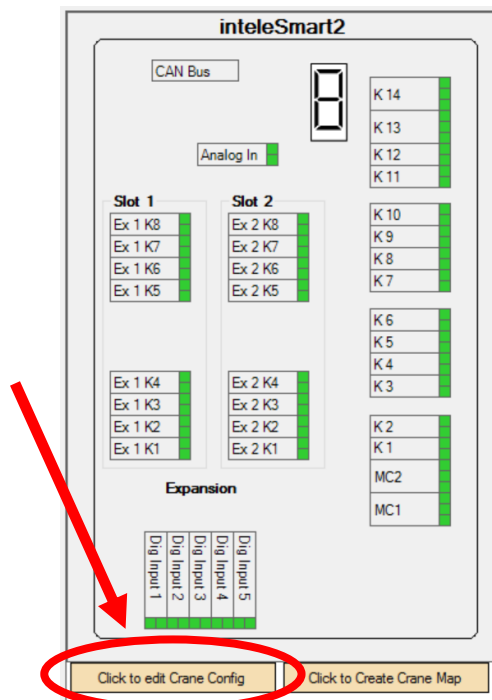 inteleSmart2
CAN Bus
Analog In
K 14
K 13
K 12
K 11
Slot 1
Ex 1 K8
Ex 1 K7
Ex 1 K6
Ex 1 K5
Ex 1 K4
Ex 1 K3
Ex 1 K2
Ex 1 K1
Slot 2
Ex 2 K8
Ex 2 K7
Ex 2 K6
Ex 2 K5
Ex 2 K4
Ex 2 K3
Ex 2 K2
Ex 2 K1
K 10
K 9
K 8
K 7
K 6
K 5
K 4
K 3
K 2
K 1
MC2
MC1
Expansion
Dig Input 1
Dig Input 2
Dig Input 3
Dig Input 4
Dig Input 5
Click to edit Crane Config
Click to Create Crane Map